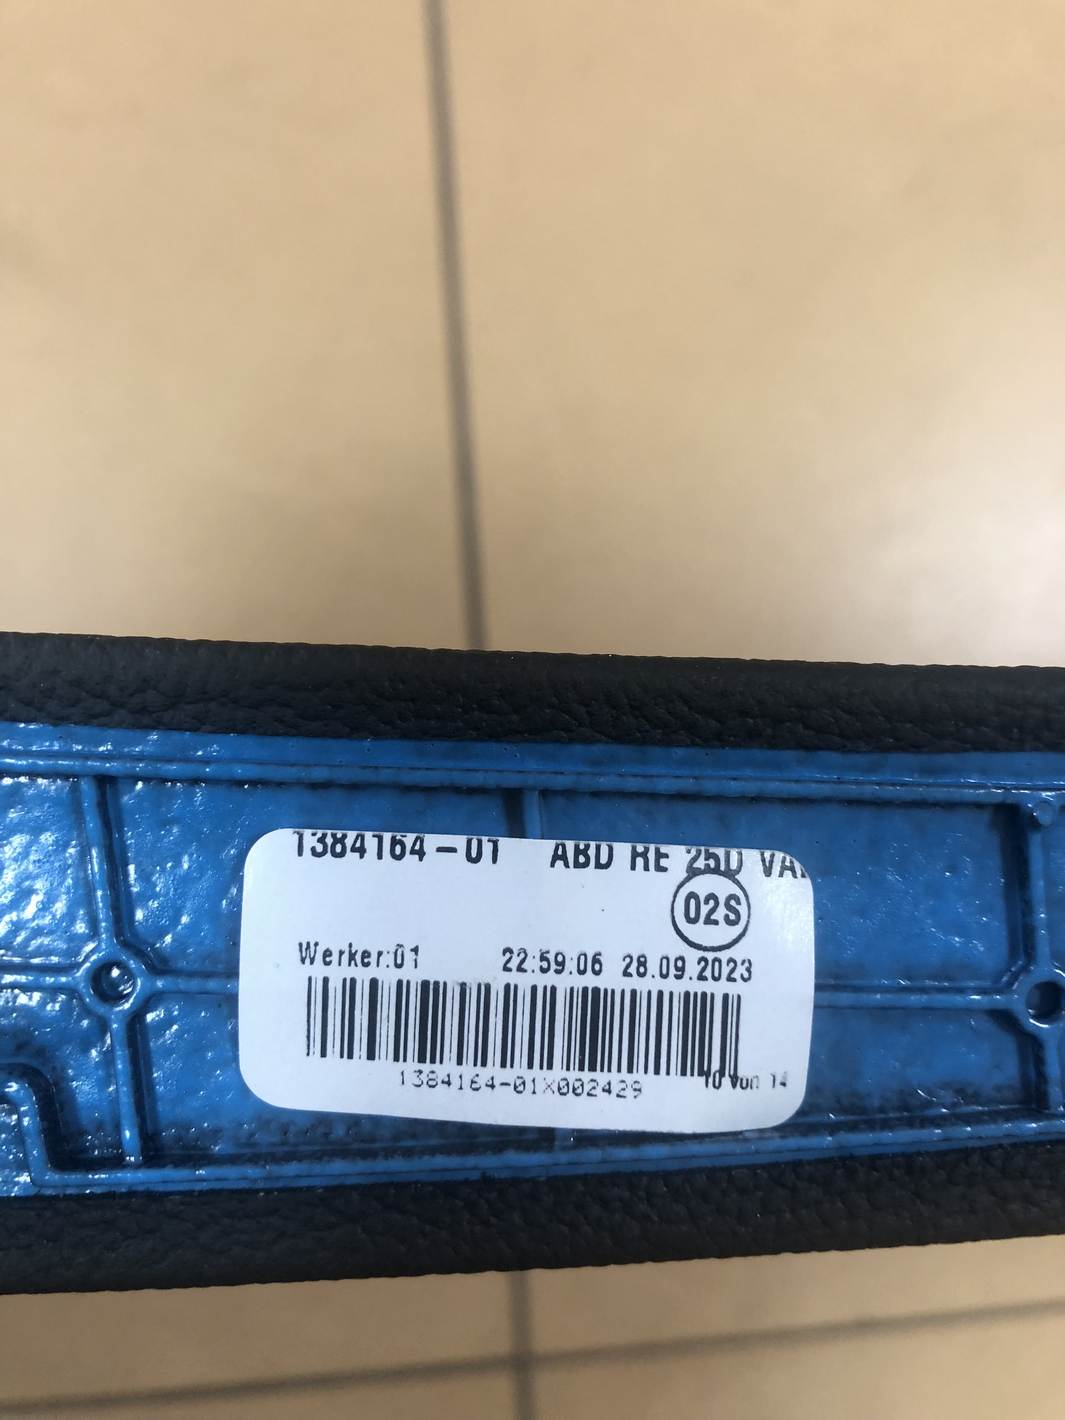 1384164-01 ABD RE 25D
02S
Werker:01 22:59:06 28.09.2023
1384164-01X002429 10 von 14